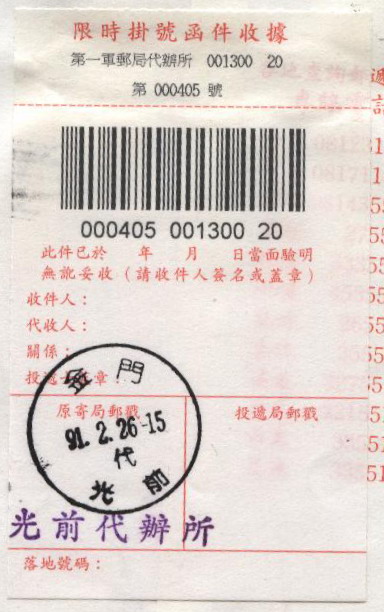 限時掛號函件收據
第一軍郵局代辦所 001300 20
第 000405 號
000405 001300 20
此件已於 年 月 日當面驗明
無訛妥收（請收件人簽名或蓋章）
收件人：
代收人：
關係：
投遞 章：
金門
原寄局郵戳 投遞局郵戳
91.2.26-15
代
光前
光前代辦所
落地號碼：